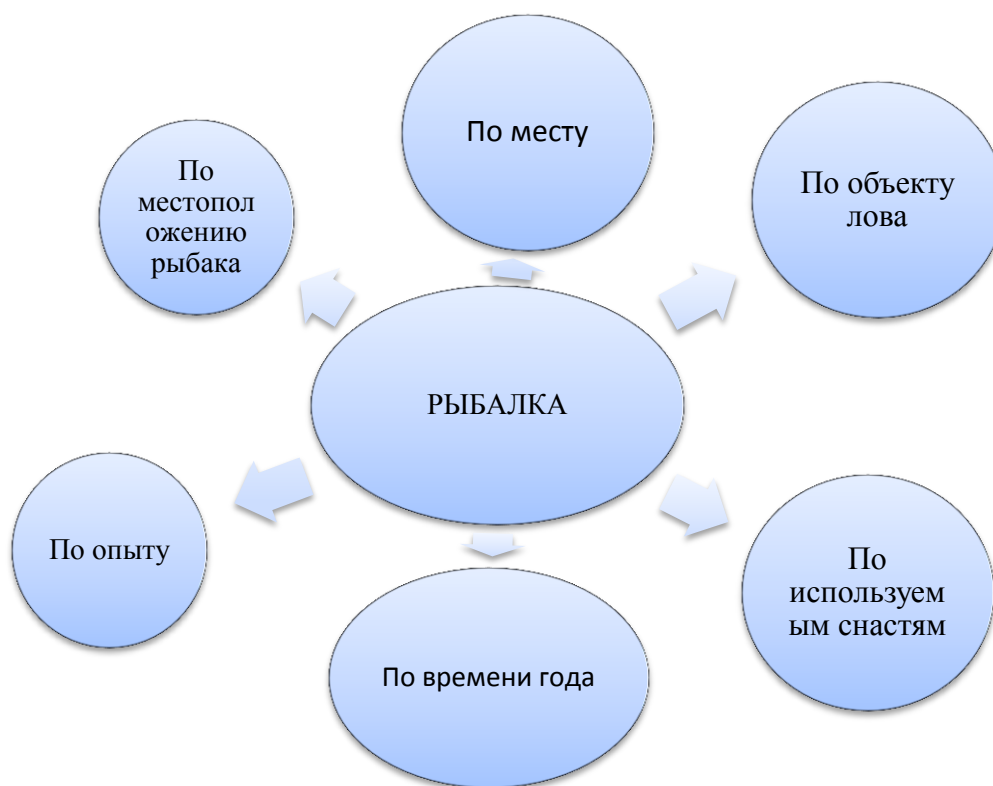 По месту
По
местопол
ожению
рыбака
По объекту
лова
РЫБАЛКА
По опыту
По
используем
ым снастям
По времени года